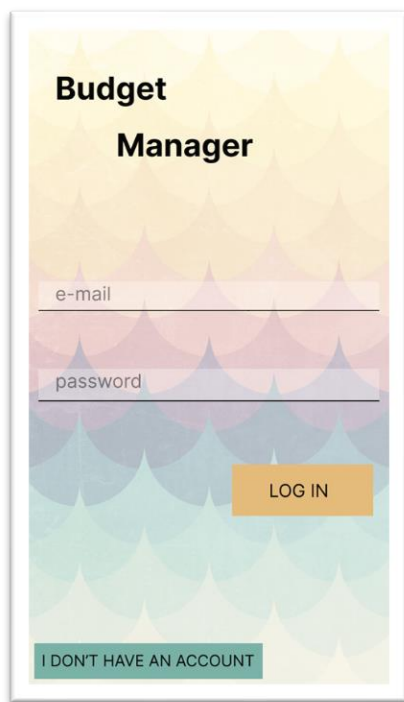 Budget
Manager
e-mail
password
LOG IN
I DON'T HAVE AN ACCOUNT